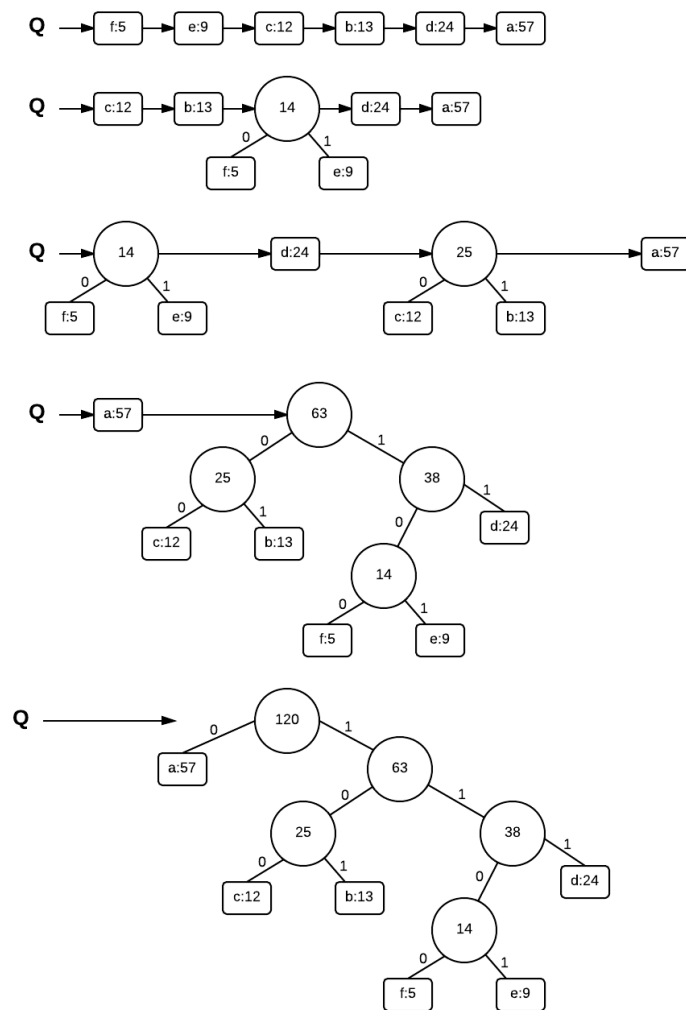 Q f:5 e:9 c:12 b:13 d:24 a:57
Q c:12 b:13 14 d:24 a:57
0 1
f:5 e:9
Q 14 d:24 25 a:57
0 1 0 1
f:5 e:9 c:12 b:13
Q a:57 63
0 1
25 38
0 1 0 1
c:12 b:13 d:24
14
0 1
f:5 e:9
Q 120
0 1
a:57 63
0 1
25 38
0 1 0 1
c:12 b:13 d:24
14
0 1
f:5 e:9